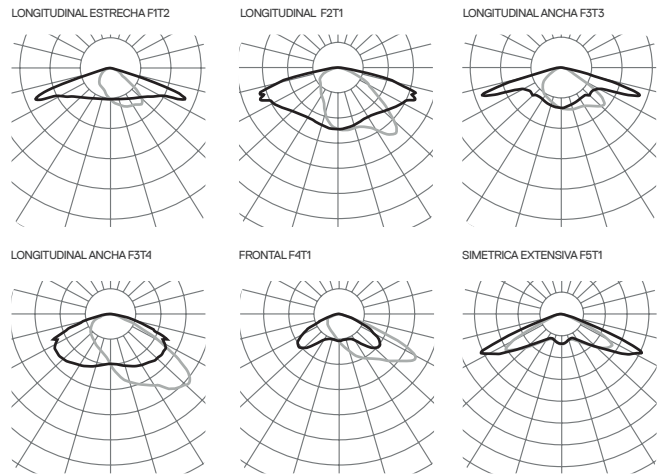 LONGITUDINAL ESTRECHA F1T2
LONGITUDINAL F2T1
LONGITUDINAL ANCHA F3T3
LONGITUDINAL ANCHA F3T4
FRONTAL F4T1
SIMETRICA EXTENSIVA F5T1